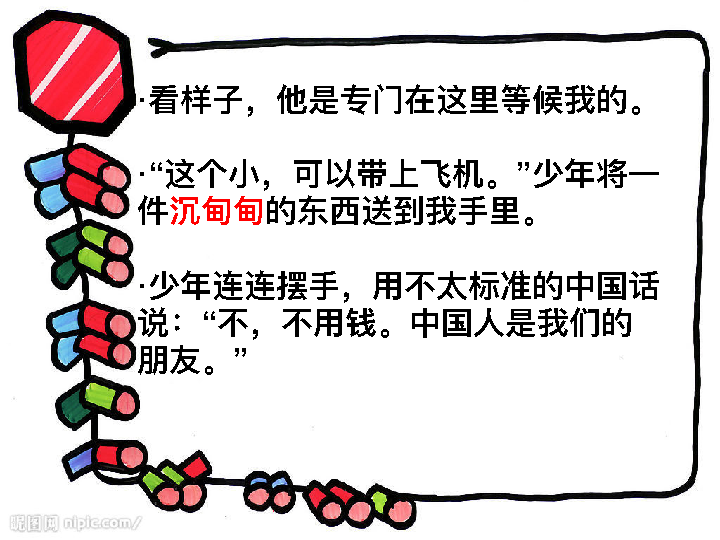 ·看样子，他是专门在这里等候我的。
·“这个小，可以带上飞机。”少年将一
件沉甸甸的东西送到我手里。
·少年连连摆手，用不太标准的中国话
说：“不，不用钱。中国人是我们的
朋友。”
昵图网 nipic.com/